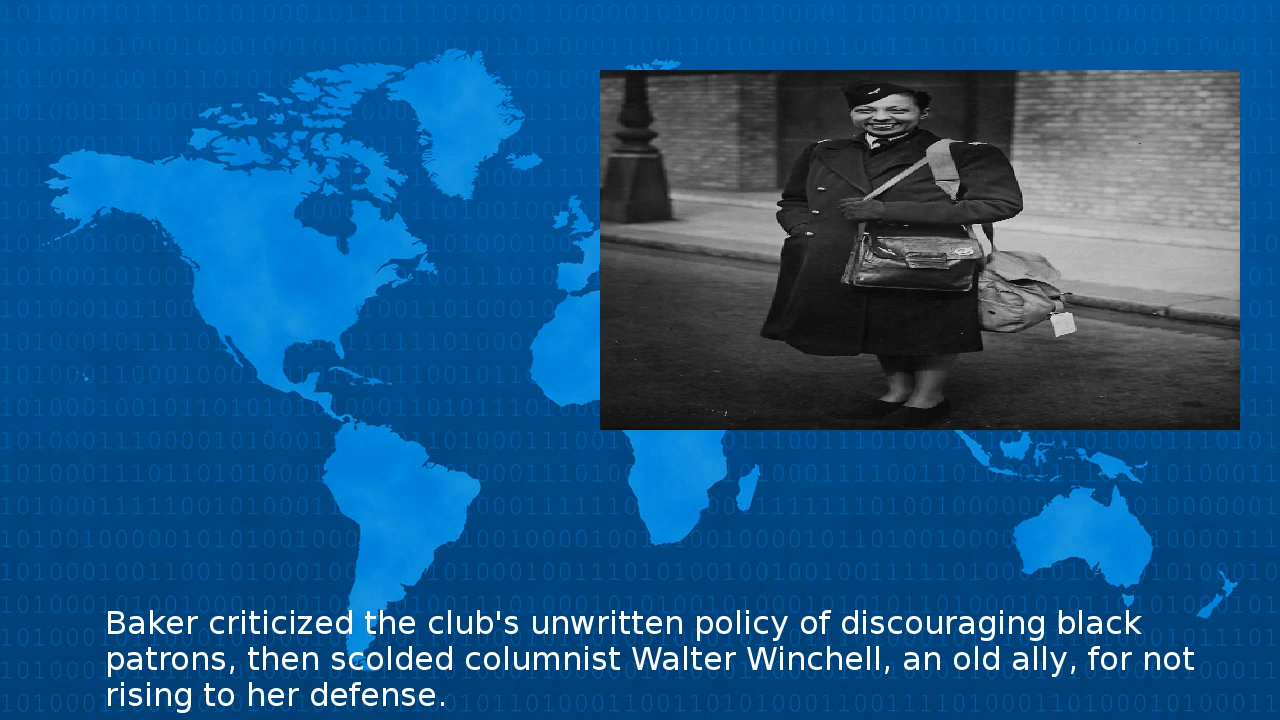 Baker criticized the club's unwritten policy of discouraging black
patrons, then scolded columnist Walter Winchell, an old ally, for not
rising to her defense.